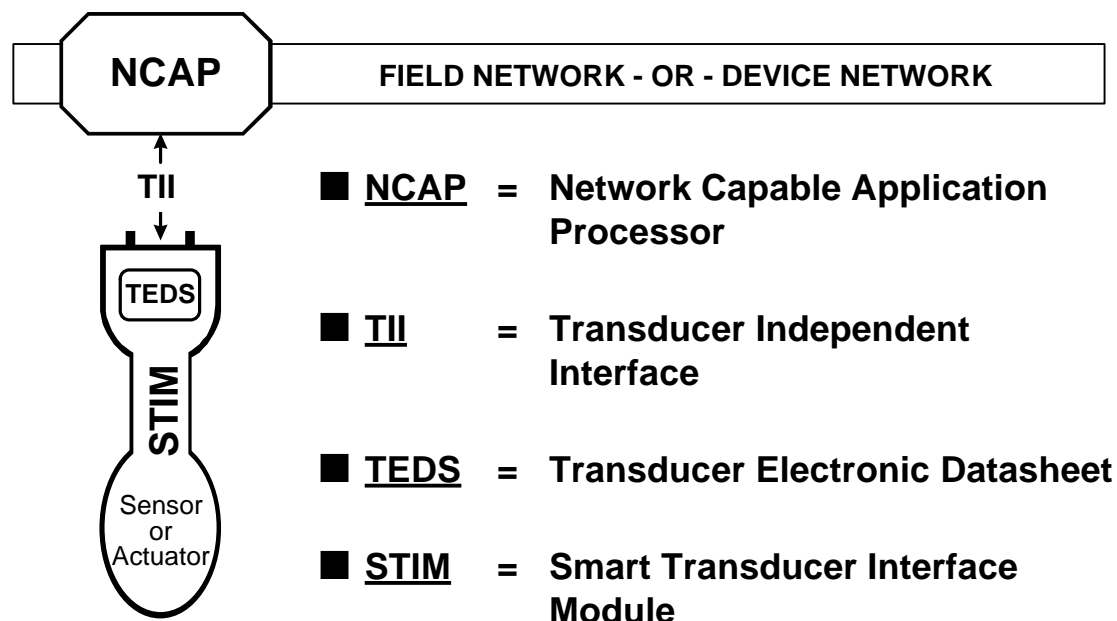 NCAP
FIELD NETWORK - OR - DEVICE NETWORK
TII
TEDS
STIM
Sensor
or
Actuator
■ NCAP = Network Capable Application
Processor
■ TII = Transducer Independent
Interface
■ TEDS = Transducer Electronic Datasheet
■ STIM = Smart Transducer Interface
Module